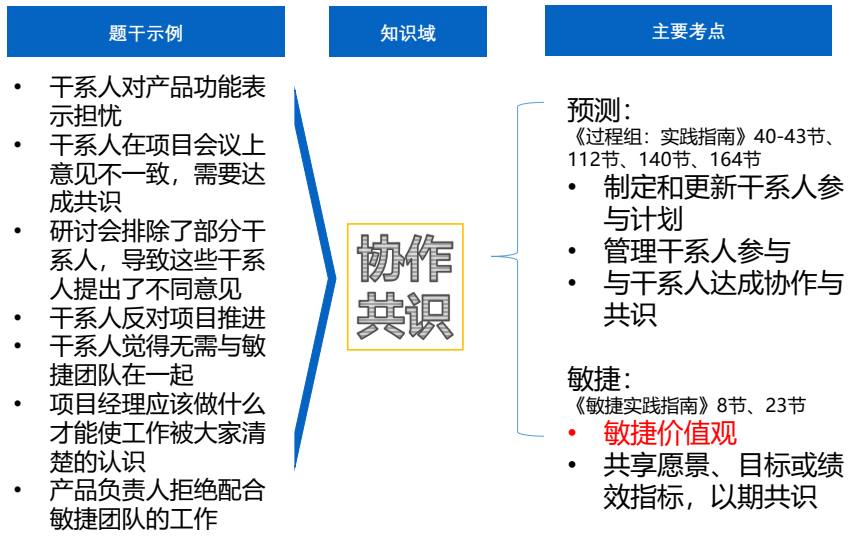 题干示例
知识域
主要考点
• 干系人对产品功能表
示担忧
• 干系人在项目会议上
意见不一致，需要达
成共识
• 研讨会排除了部分干
系人，导致这些干系
人提出了不同意见
• 干系人反对项目推进
• 干系人觉得无需与敏
捷团队在一起
• 项目经理应该做什么
才能使工作被大家清
楚的认识
• 产品负责人拒绝配合
敏捷团队的工作
协作
共识
预测：
《过程组：实践指南》40-43节、
112节、140节、164节
• 制定和更新干系人参
与计划
• 管理干系人参与
• 与干系人达成协作与
共识
敏捷：
《敏捷实践指南》8节、23节
• 敏捷价值观
• 共享愿景、目标或绩
效指标，以期共识